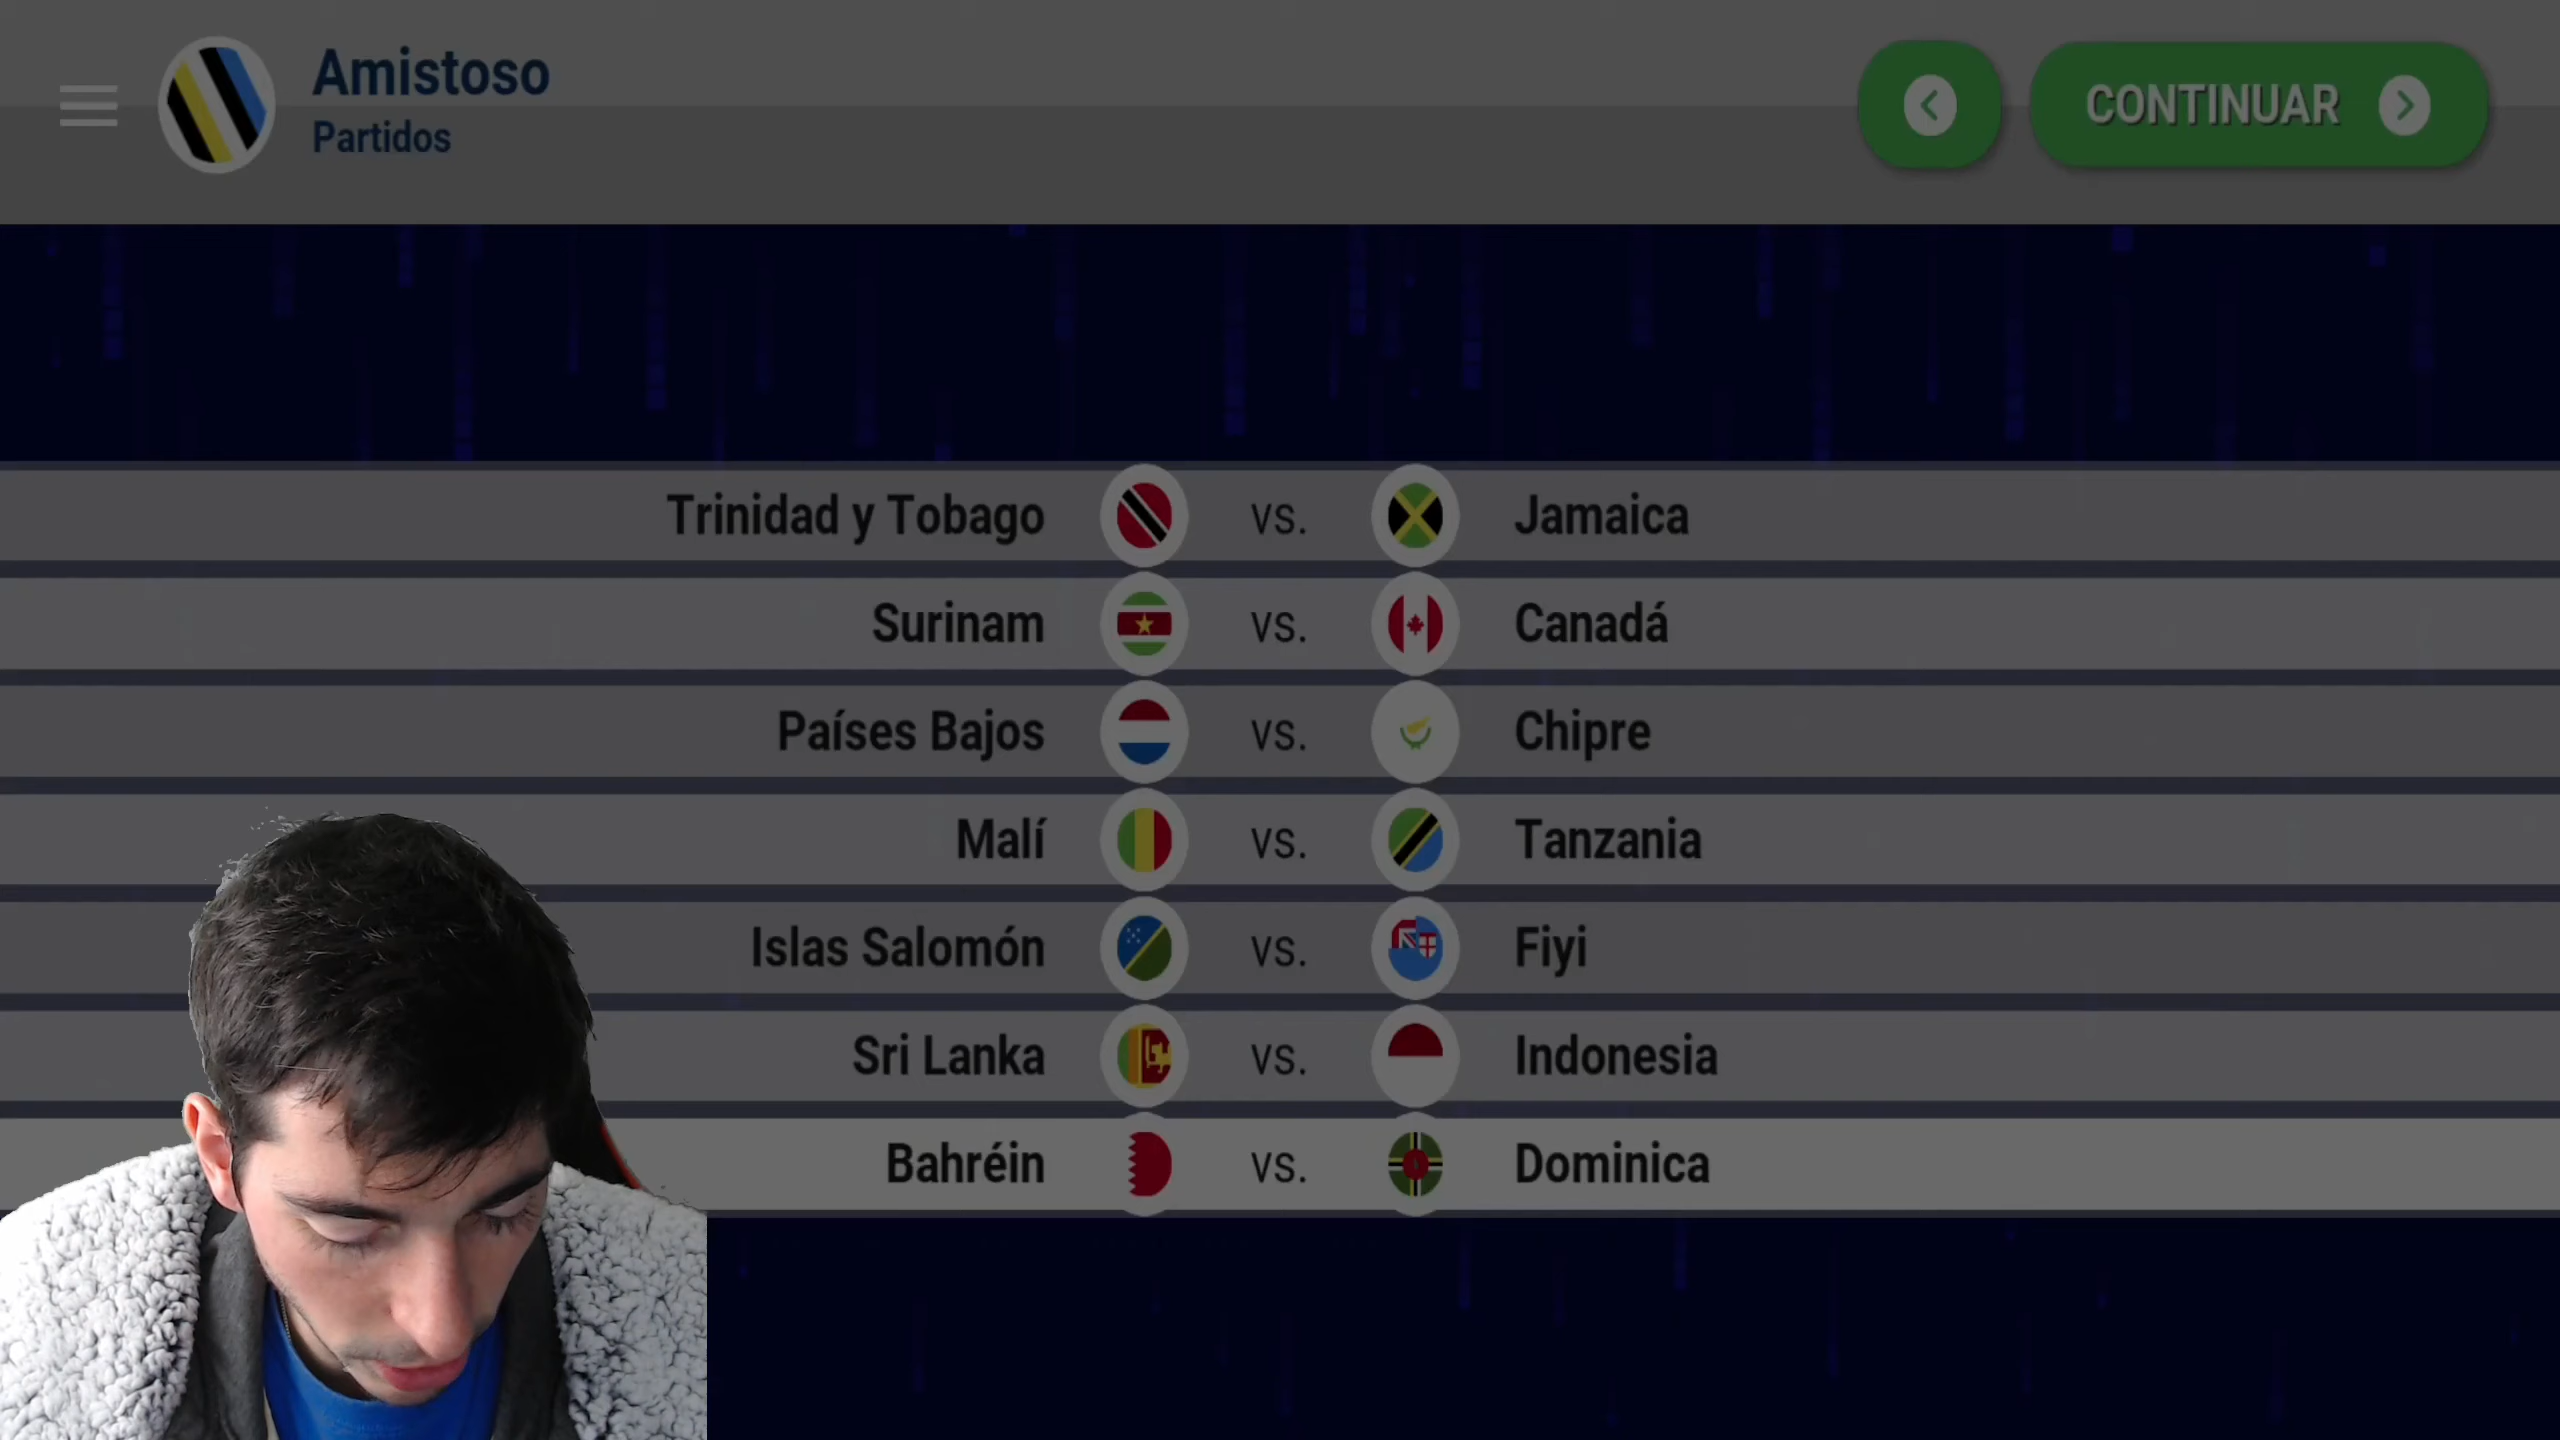 Amistoso
Partidos
CONTINUAR
Trinidad y Tobago vs. Jamaica
Surinam vs. Canadá
Países Bajos vs. Chipre
Malí vs. Tanzania
Islas Salomón vs. Fiyi
Sri Lanka vs. Indonesia
Bahréin vs. Dominica